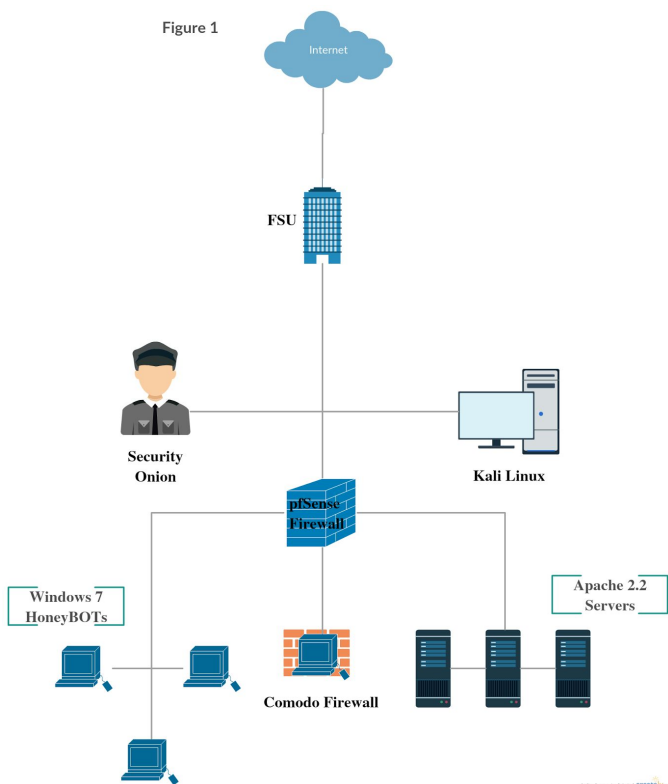 Figure 1
Internet
FSU
Security
Onion
Kali Linux
pfSense
Firewall
Windows 7
HoneyBOTs
Apache 2.2
Servers
Comodo Firewall